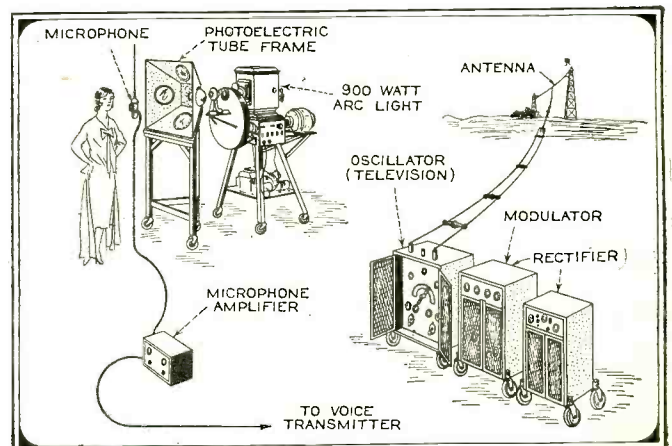 MICROPHONE
PHOTOELECTRIC
TUBE FRAME
900 WATT
ARC LIGHT
ANTENNA
OSCILLATOR
(TELEVISION)
MODULATOR
RECTIFIER)
MICROPHONE
AMPLIFIER
TO VOICE
TRANSMITTER